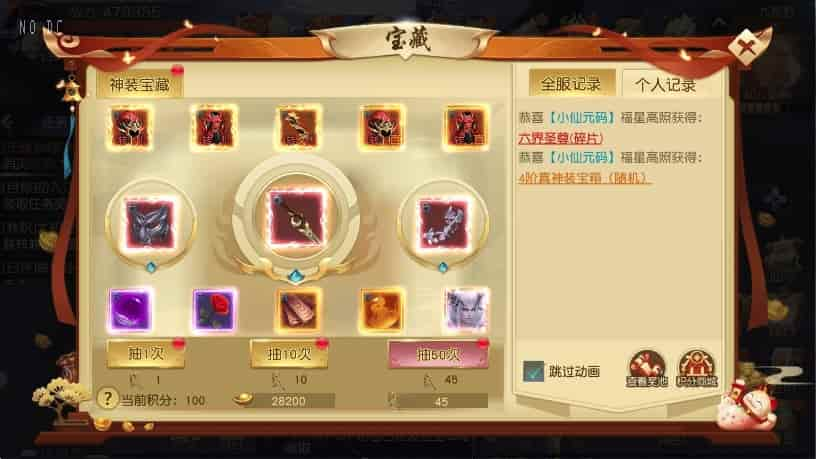 NO DC
宝藏
神装宝藏
全服记录
个人记录
恭喜【小仙元码】福星高照获得:
六界圣尊(碎片)
恭喜【小仙元码】福星高照获得:
4阶真神装宝箱（随机）
抽1次
抽10次
抽50次
1
10
45
跳过动画
查看奖池
积分商城
?
当前积分: 100
28200
45